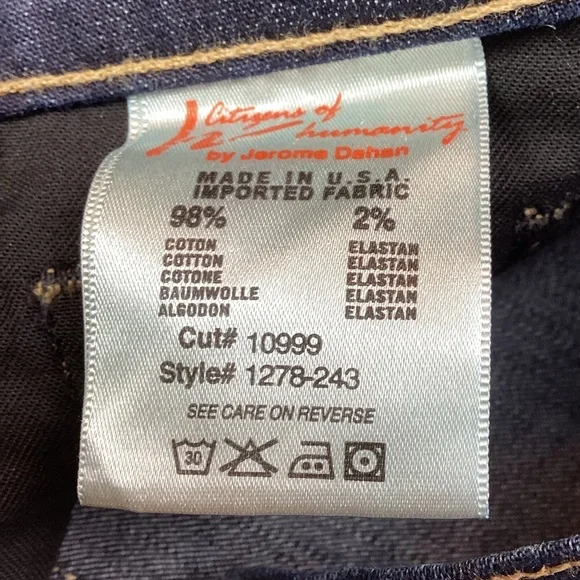 Citizens of
humanity
by Jerome Dahan
MADE IN U.S.A.
IMPORTED FABRIC
98% 2%
COTON ELASTAN
COTTON ELASTAN
COTONE ELASTAN
BAUMWOLLE ELASTAN
ALGODON ELASTAN
Cut# 10999
Style# 1278-243
SEE CARE ON REVERSE
30